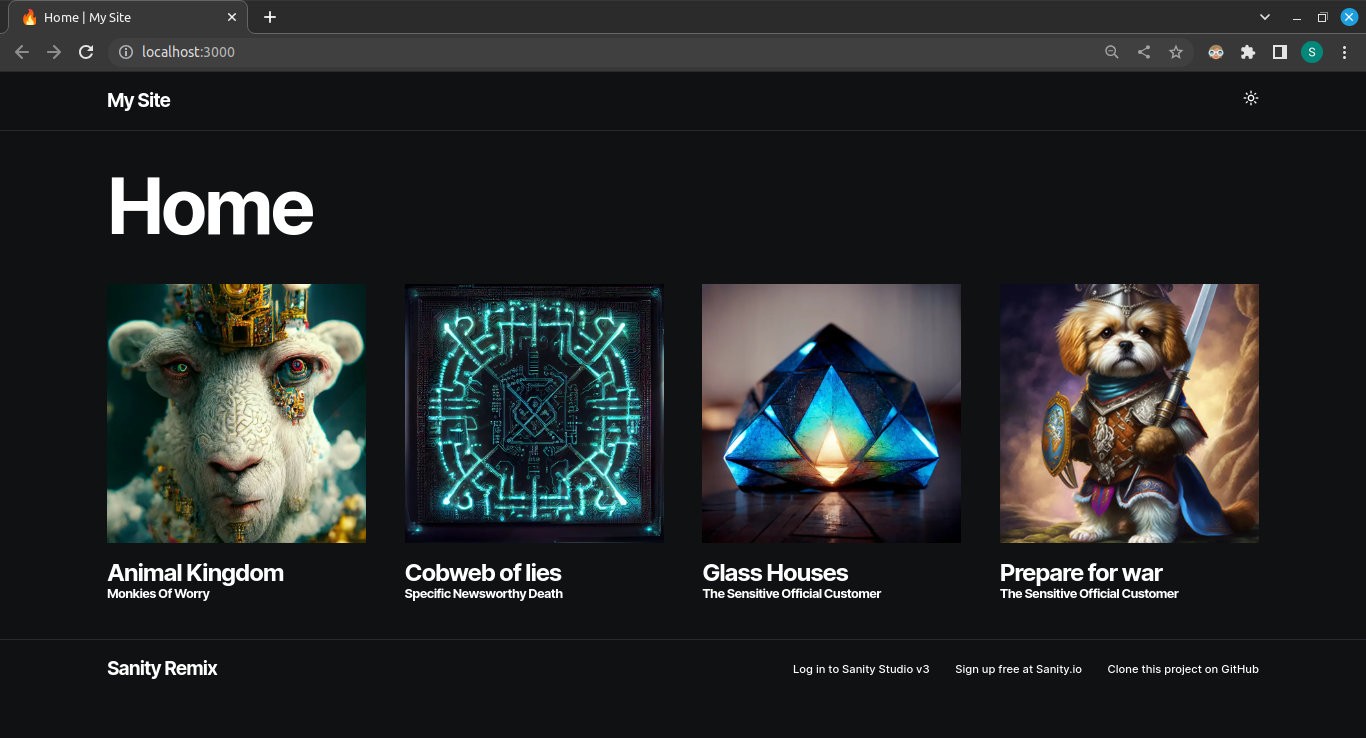 Home | My Site
localhost:3000
S
My Site
Home
Animal Kingdom
Monkies Of Worry
Cobweb of lies
Specific Newsworthy Death
Glass Houses
The Sensitive Official Customer
Prepare for war
The Sensitive Official Customer
Sanity Remix
Log in to Sanity Studio v3
Sign up free at Sanity.io
Clone this project on GitHub